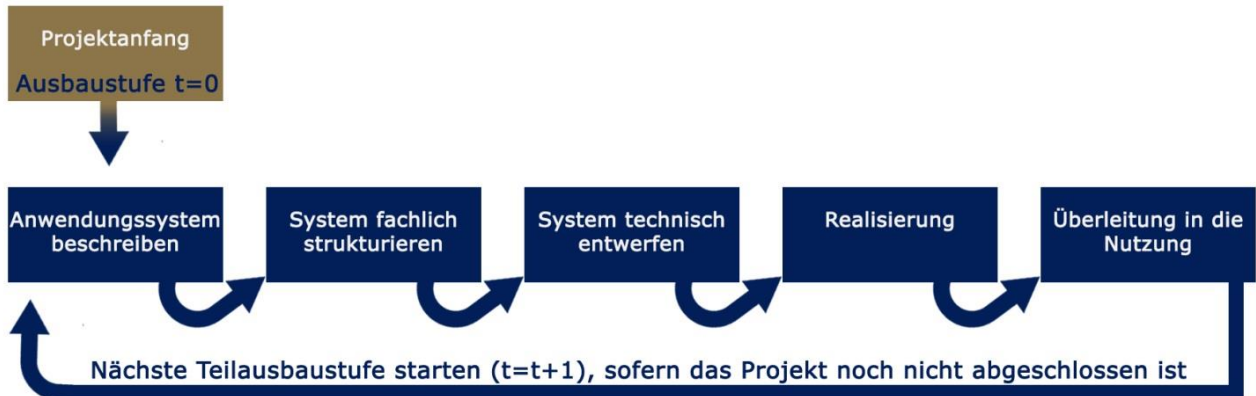 Projektanfang
Ausbaustufe t=0
Anwendungssystem
beschreiben
System fachlich
strukturieren
System technisch
entwerfen
Realisierung
Überleitung in die
Nutzung
Nächste Teilausbaustufe starten (t=t+1), sofern das Projekt noch nicht abgeschlossen ist